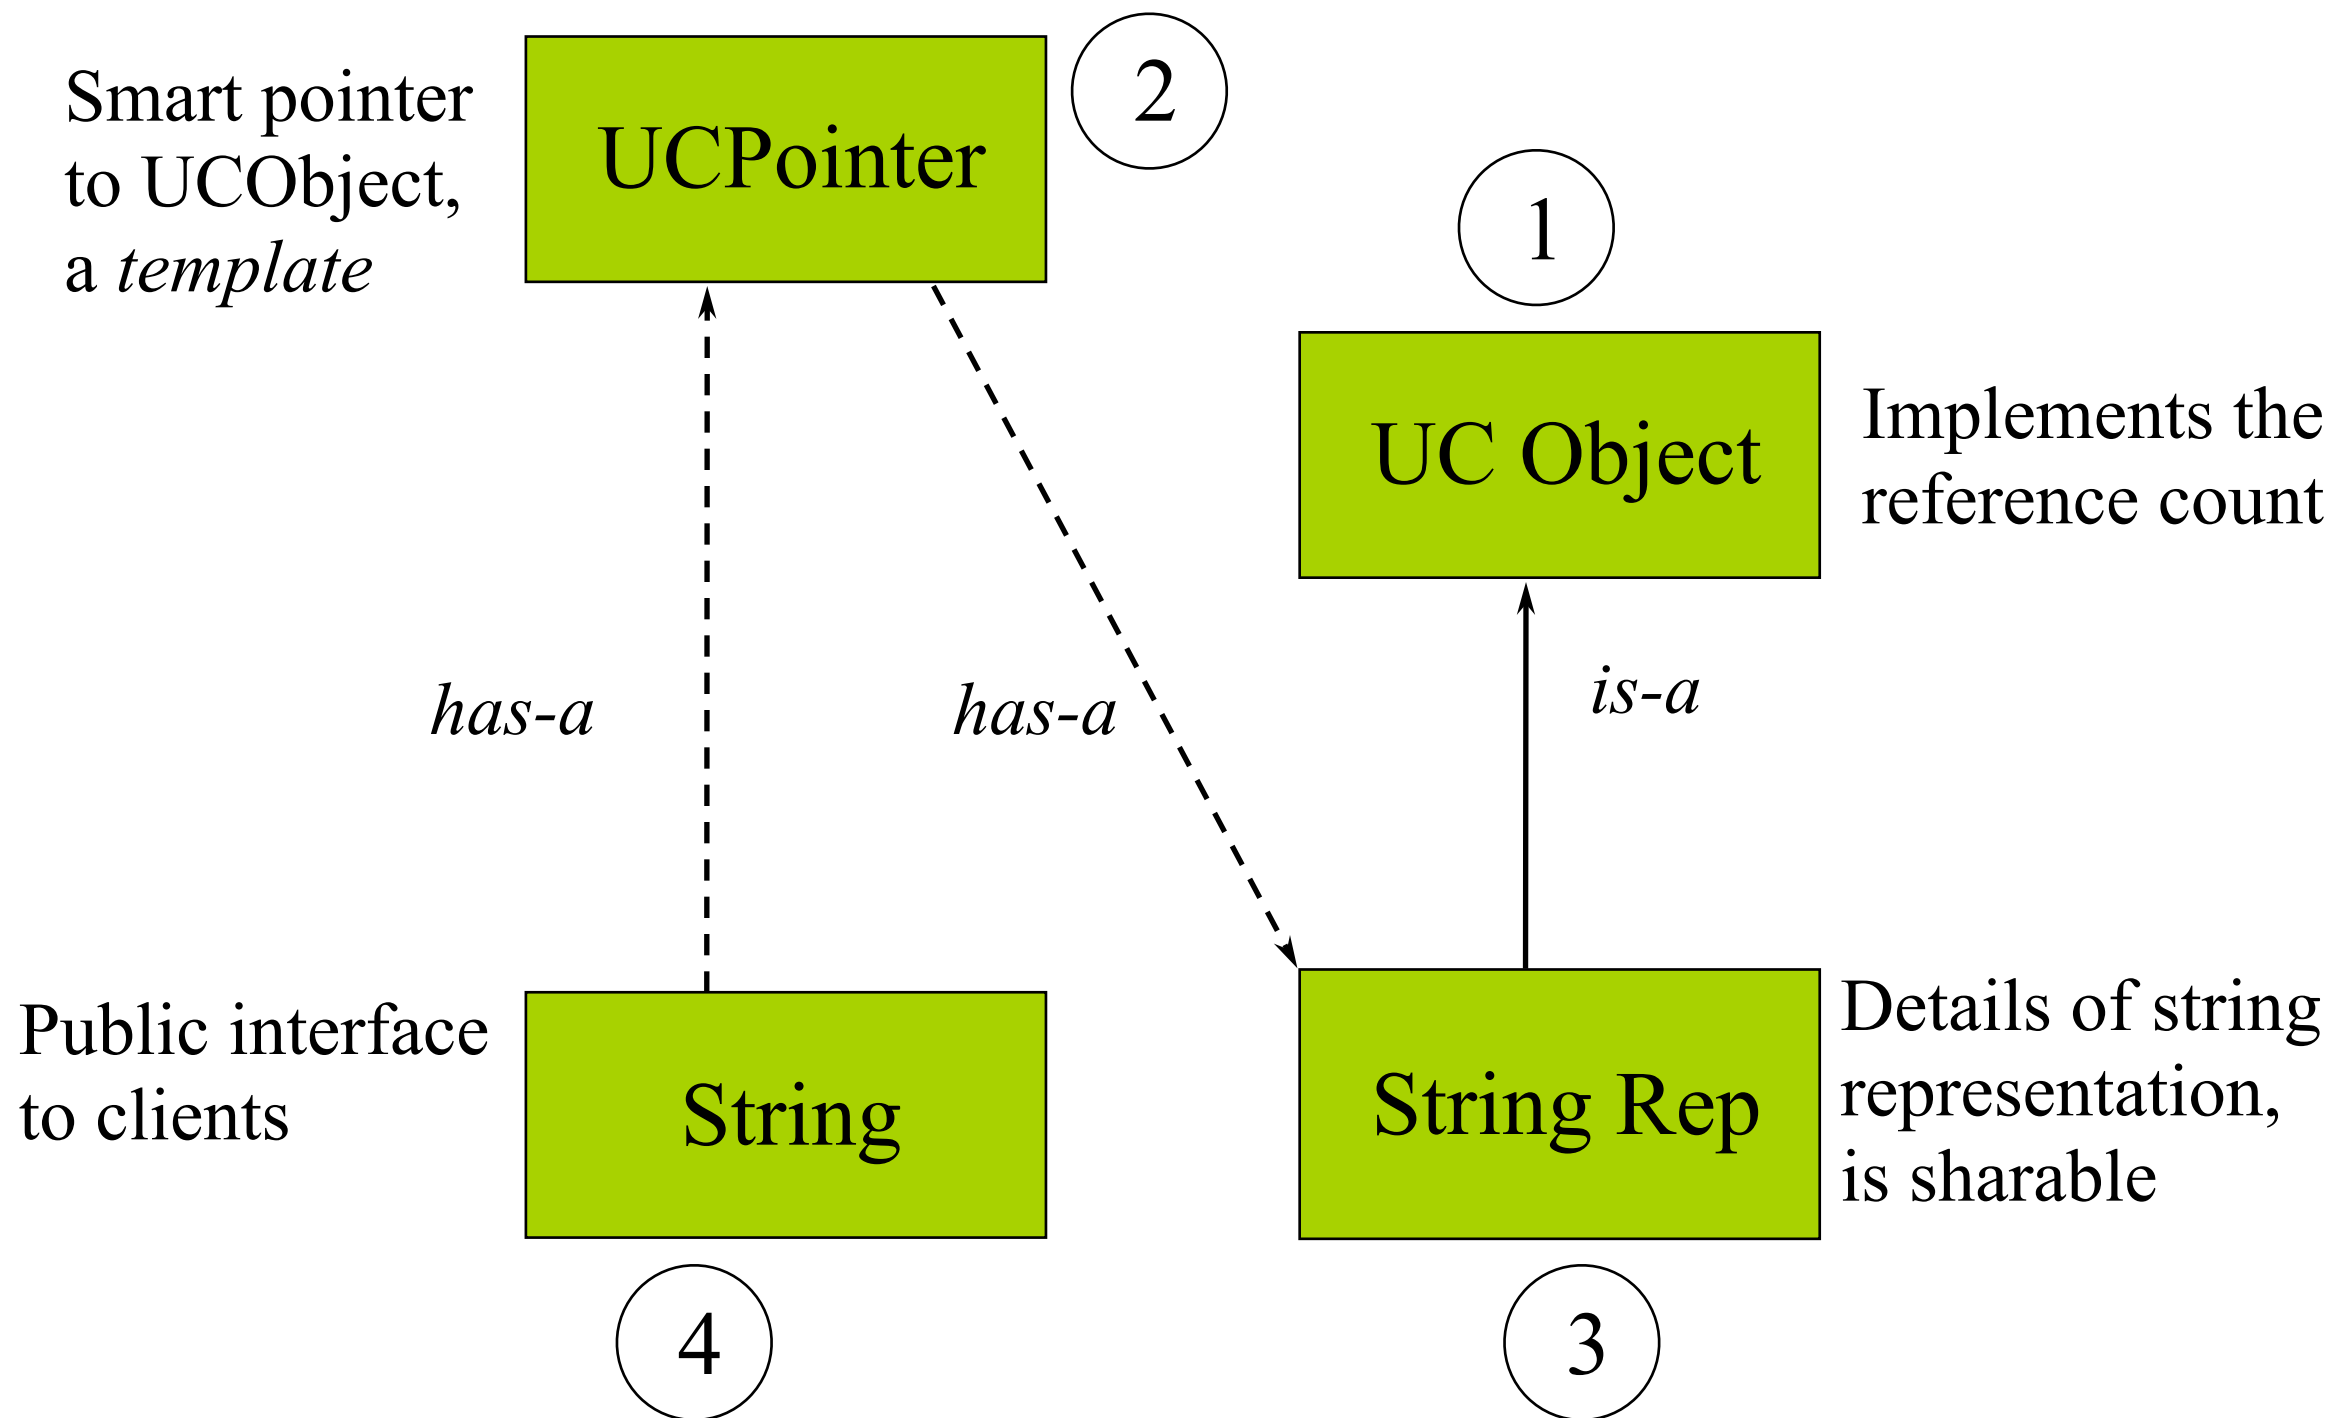 Smart pointer
to UCObject,
a template
UCPointer
2
1
UC Object
Implements the
reference count
has-a
has-a
is-a
Public interface
to clients
String
String Rep
Details of string
representation,
is sharable
4
3